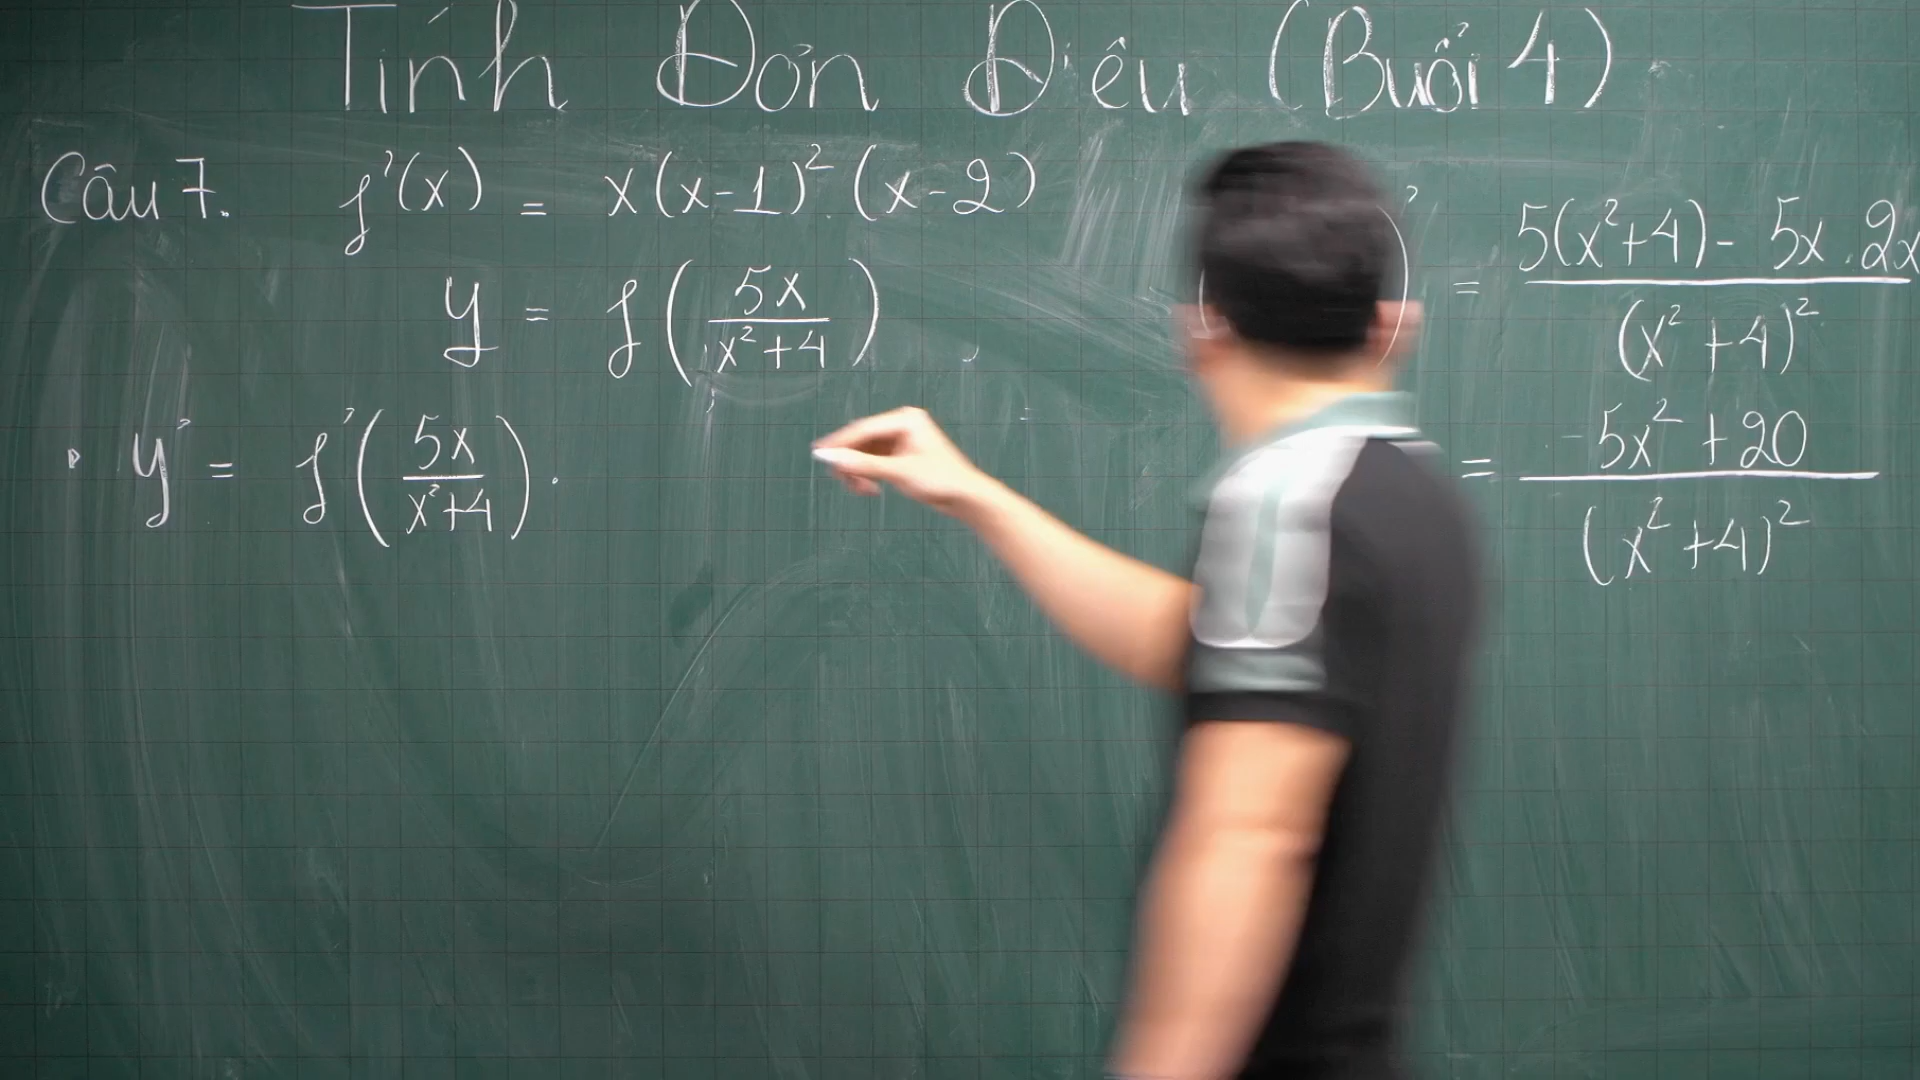 Tính Đơn Điệu (Buổi 4)
Câu 7. f'(x) = x(x-1)². (x-2)
y = f(5x/(x²+4))
y' = f'(5x/(x²+4)).
( )' = (5(x²+4) - 5x.2x)/(x²+4)²
= (-5x²+20)/(x²+4)²